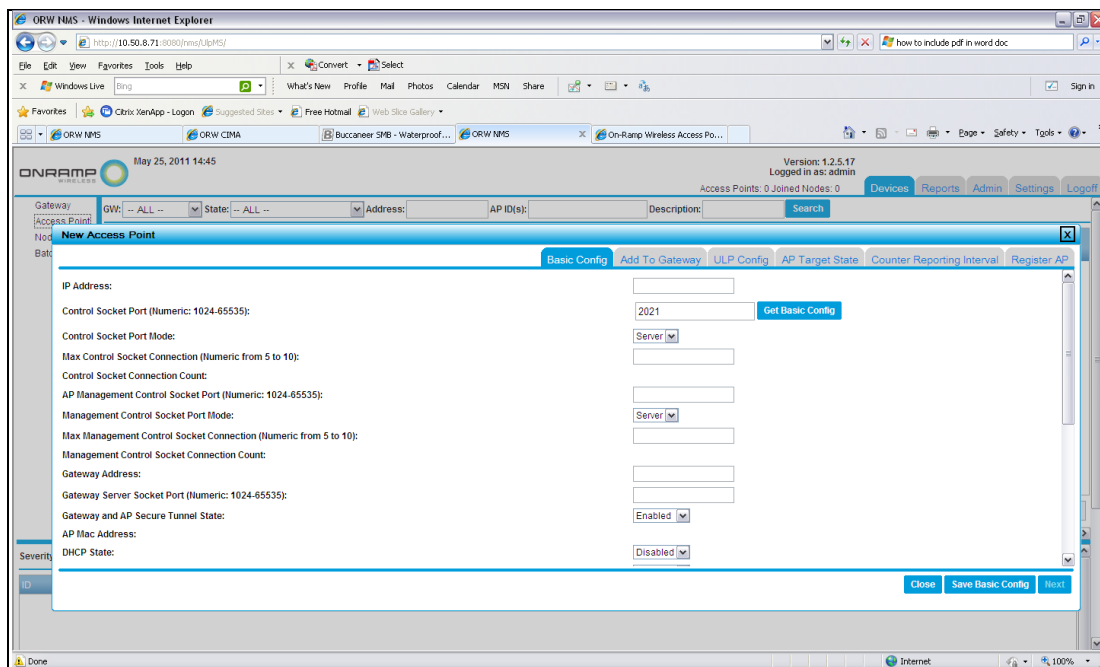 ORW NMS - Windows Internet Explorer
http://10.50.8.71:8080/nms/UlpMS/
how to include pdf in word doc
File Edit View Favorites Tools Help
x Convert Select
X Windows Live Bing What's New Profile Mail Photos Calendar MSN Share Sign in
Favorites Citrix XenApp - Logon Suggested Sites Free Hotmail Web Slice Gallery
ORW NMS ORW CIMA Buccaneer SMB - Waterproof... ORW NMS X On-Ramp Wireless Access Po... Page Safety Tools
ONRAMP
WIRELESS
May 25, 2011 14:45
Version: 1.2.5.17
Logged in as: admin
Access Points: 0 Joined Nodes: 0
Devices Reports Admin Settings Logoff
Gateway
Access Point
GW: -- ALL -- State: -- ALL -- Address: AP ID(s): Description: Search
Nod
Batc
New Access Point X
Basic Config Add To Gateway ULP Config AP Target State Counter Reporting Interval Register AP
IP Address:
Control Socket Port (Numeric: 1024-65535): 2021 Get Basic Config
Control Socket Port Mode: Server
Max Control Socket Connection (Numeric from 5 to 10):
Control Socket Connection Count:
AP Management Control Socket Port (Numeric: 1024-65535):
Management Control Socket Port Mode: Server
Max Management Control Socket Connection (Numeric from 5 to 10):
Management Control Socket Connection Count:
Gateway Address:
Gateway Server Socket Port (Numeric: 1024-65535):
Gateway and AP Secure Tunnel State: Enabled
AP Mac Address:
DHCP State: Disabled
Severity
ID
Close Save Basic Config Next
Done Internet 100%